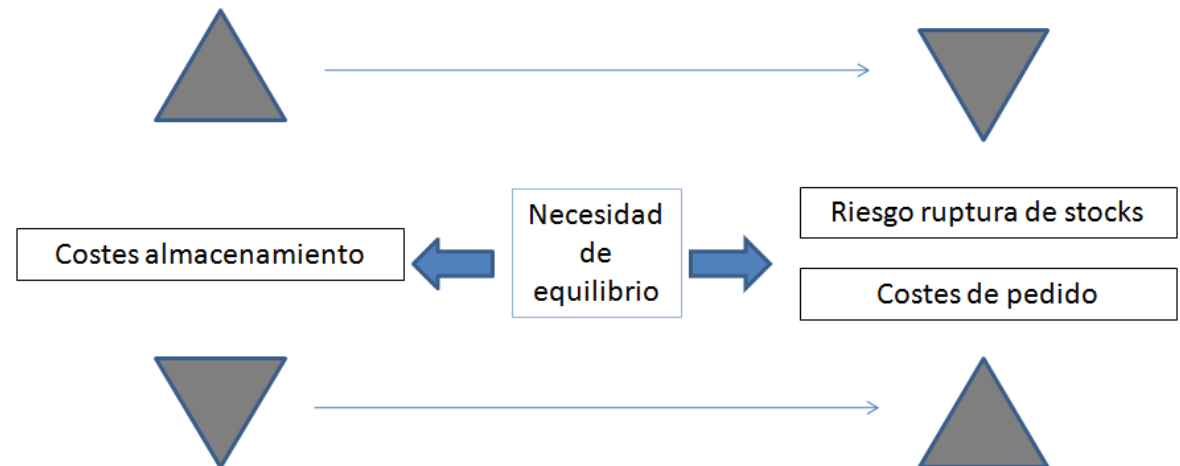 Costes almacenamiento
Necesidad
de
equilibrio
Riesgo ruptura de stocks
Costes de pedido